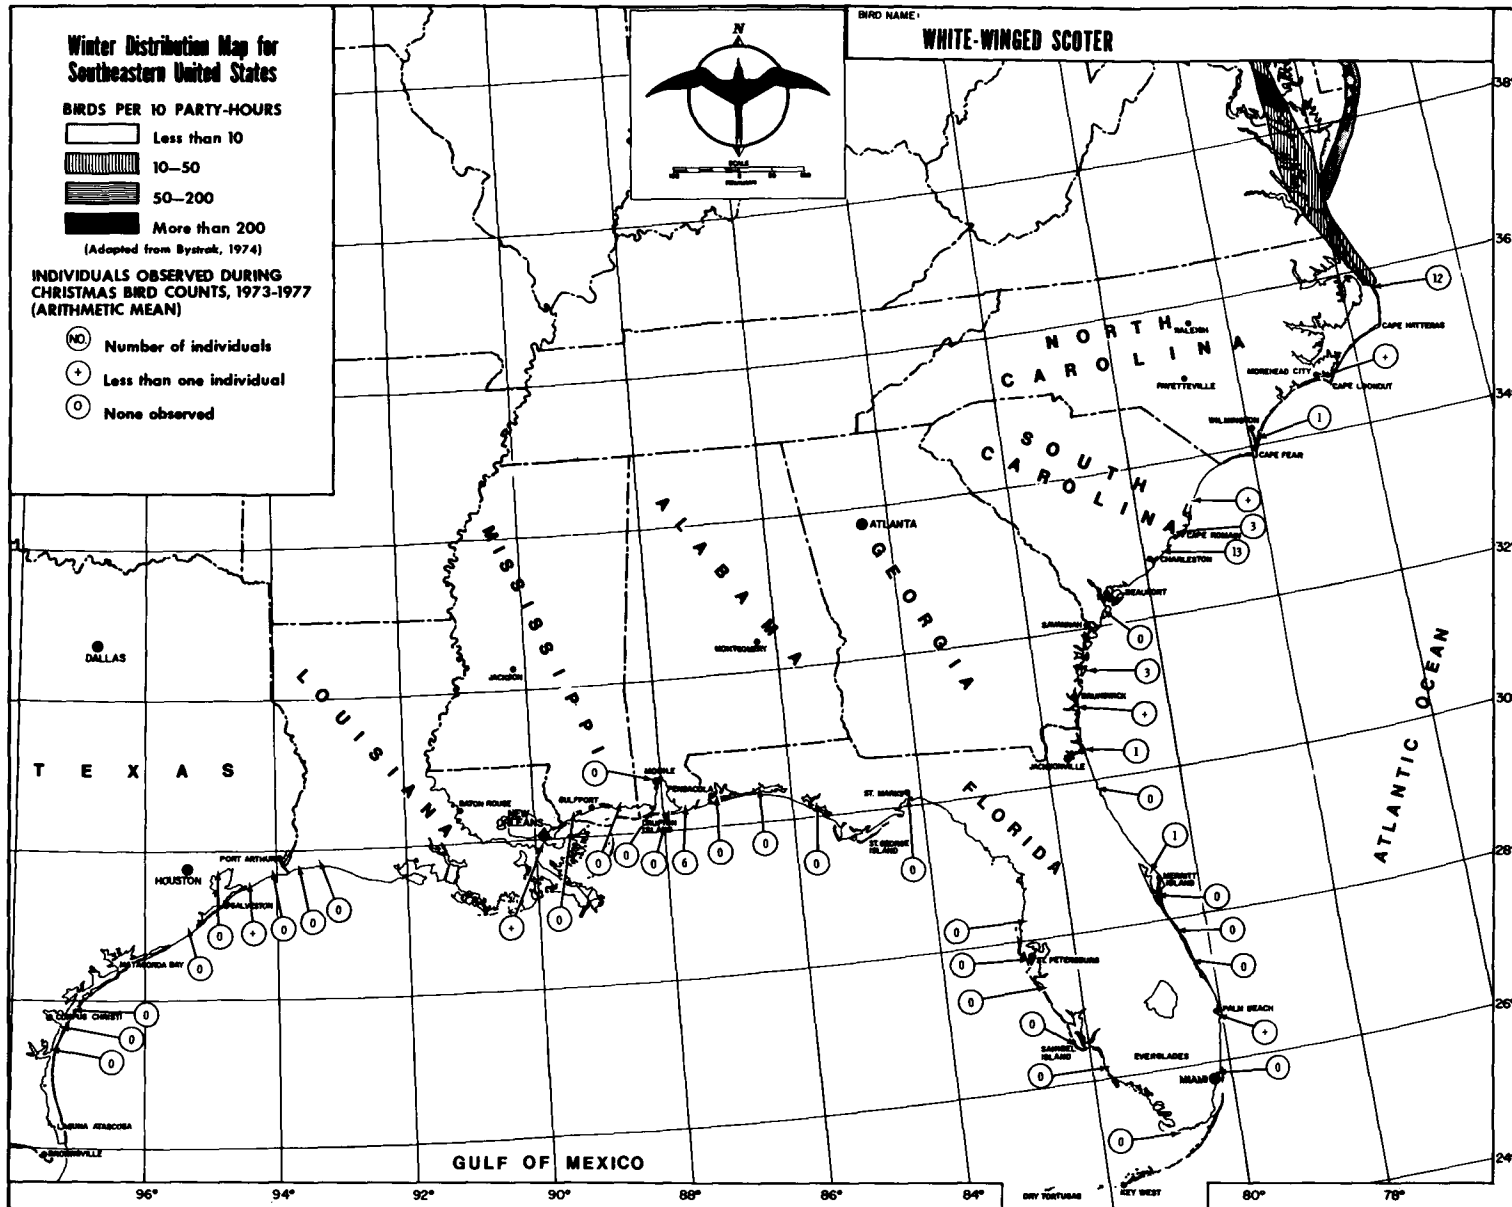 Winter Distribution Map for
Southeastern United States
BIRDS PER 10 PARTY-HOURS
Less than 10
10—50
50—200
More than 200
(Adapted from Bystrak, 1974)
INDIVIDUALS OBSERVED DURING
CHRISTMAS BIRD COUNTS, 1973-1977
(ARITHMETIC MEAN)
NO. Number of individuals
+ Less than one individual
0 None observed
N
SCALE
BIRD NAME:
WHITE-WINGED SCOTER
38°
36°
12
NORTH
CAROLINA
RALEIGH
CAPE HATTERAS
+
MOREHEAD CITY
FAYETTEVILLE
CAPE LOOKOUT
34°
1
WILMINGTON
CAPE FEAR
SOUTH
CAROLINA
+
3
CAPE ROMAIN
13
CHARLESTON
32°
BEAUFORT
SAVANNAH
0
3
BRUNSWICK
+
1
JACKSONVILLE
30°
ATLANTIC OCEAN
MISSISSIPPI
JACKSON
ALABAMA
MONTGOMERY
ATLANTA
GEORGIA
DALLAS
TEXAS
LOUISIANA
FLORIDA
0
MOBILE
PENSACOLA
ST. MARKS
BATON ROUGE
GULFPORT
NEW
ORLEANS
DAUPHIN
ISLAND
ST. GEORGE
ISLAND
0
1
28°
PORT ARTHUR
HOUSTON
GALVESTON
0 0 0 6 0 0 0 0
MERRITT
ISLAND
0
0 + 0 0 0
+ 0
0
0
MATAGORDA BAY
0
0
ST. PETERSBURG
0
0
26°
CORPUS CHRISTI
0
0
0
PALM BEACH
+
0
SANIBEL
ISLAND
EVERGLADES
0
MIAMI
0
LAGUNA ATASCOSA
BROWNSVILLE
0
24°
GULF OF MEXICO
96° 94° 92° 90° 88° 86° 84° 80° 78°
DRY TORTUGAS
KEY WEST